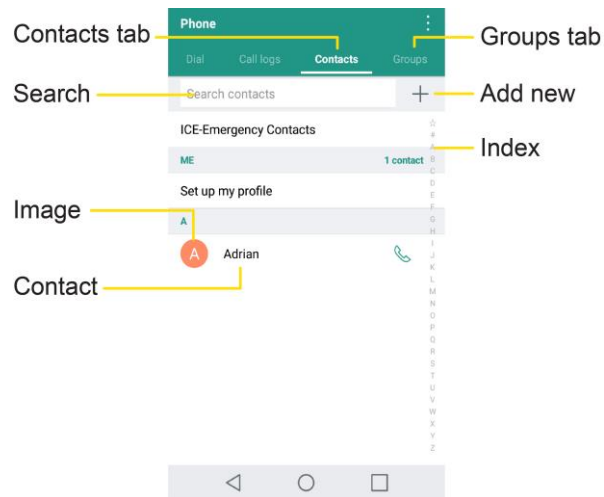 Contacts tab
Search
Image
Contact
Groups tab
Add new
Index
Phone
Dial Call logs Contacts Groups
Search contacts
ICE-Emergency Contacts
ME 1 contact
Set up my profile
A
A Adrian
A
B
C
D
E
F
G
H
I
J
K
L
M
N
O
P
Q
R
S
T
U
V
W
X
Y
Z